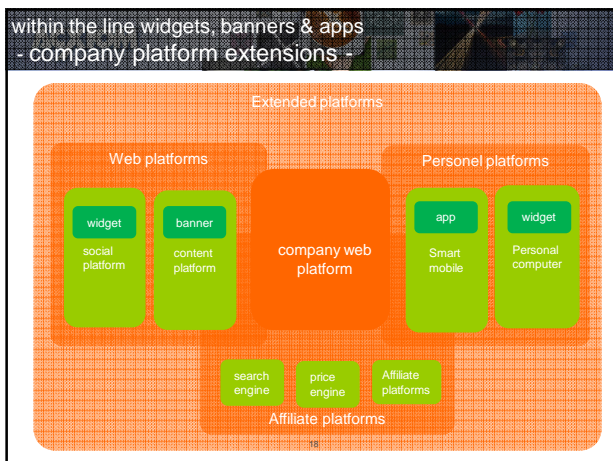 within the line widgets, banners & apps
- company platform extensions -
Extended platforms
Web platforms
Personel platforms
widget
social
platform
banner
content
platform
company web
platform
app
Smart
mobile
widget
Personal
computer
search
engine
price
engine
Affiliate
platforms
Affiliate platforms
18